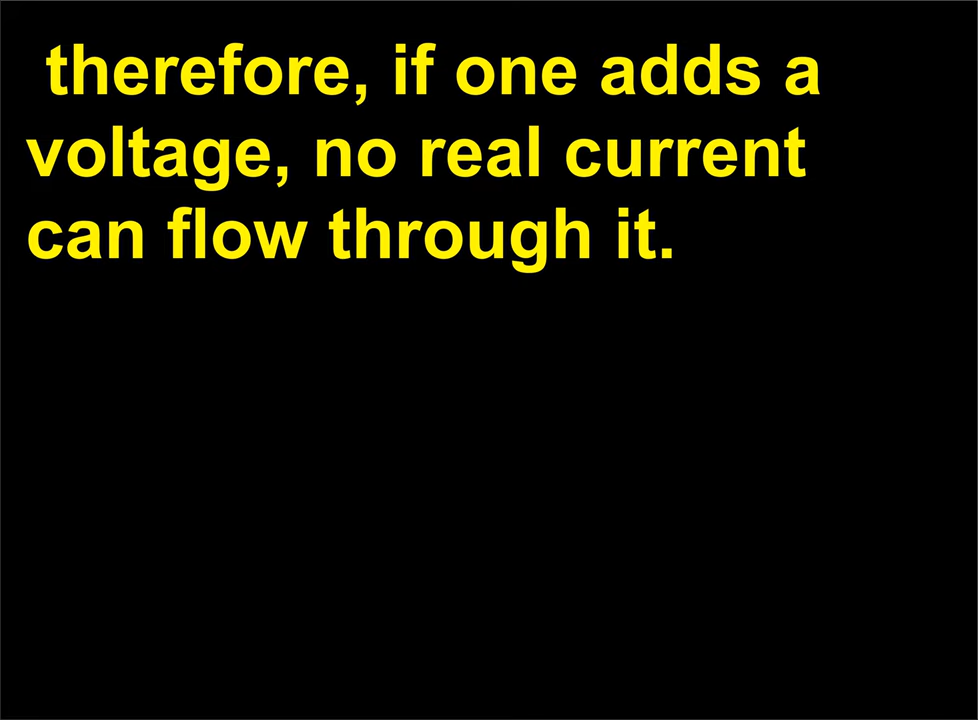 therefore, if one adds a
voltage, no real current
can flow through it.